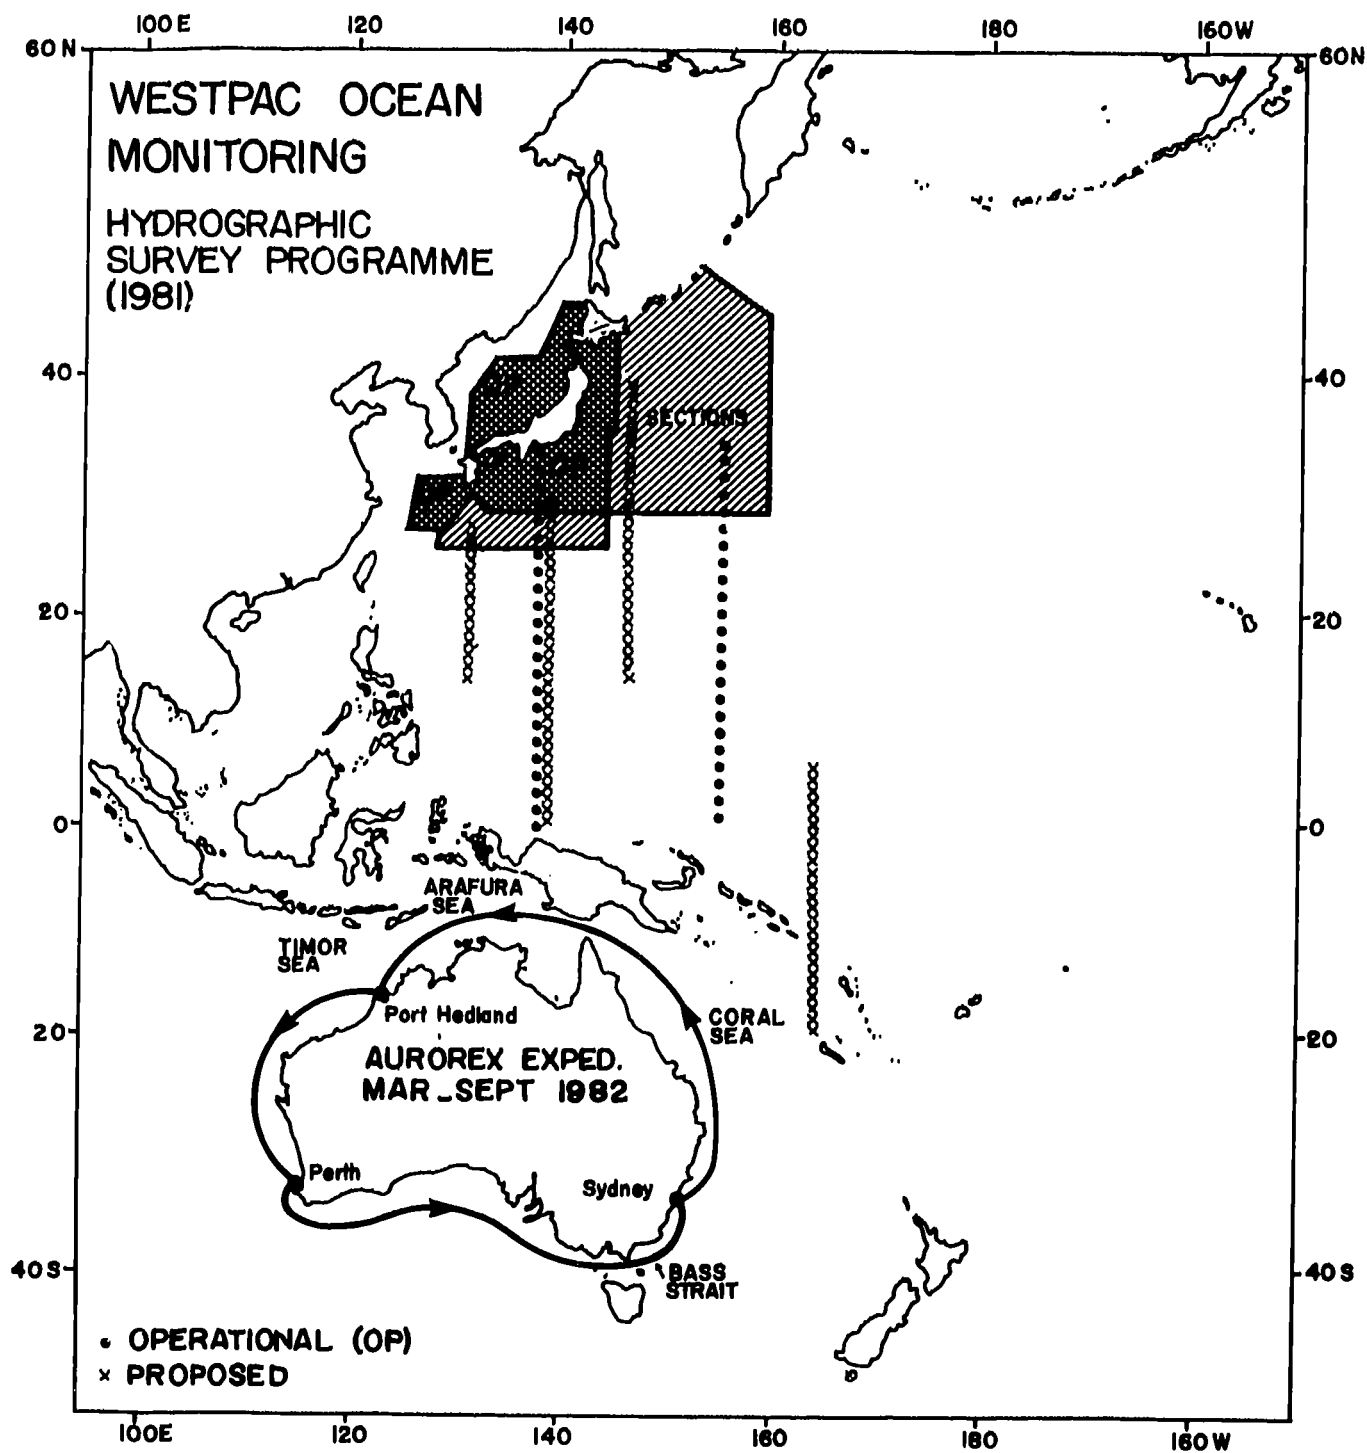 100 E 120 140 160 180 160W
60 N 60N
WESTPAC OCEAN
MONITORING
HYDROGRAPHIC
SURVEY PROGRAMME
(1981)
40 40
SECTIONS
20 20
0 0
ARAFURA
SEA
TIMOR
SEA
Port Hedland
CORAL
SEA
20 20
AUROREX EXPED.
MAR_SEPT 1982
Perth
Sydney
40S 40S
BASS
STRAIT
• OPERATIONAL (OP)
x PROPOSED
100E 120 140 160 180 160W